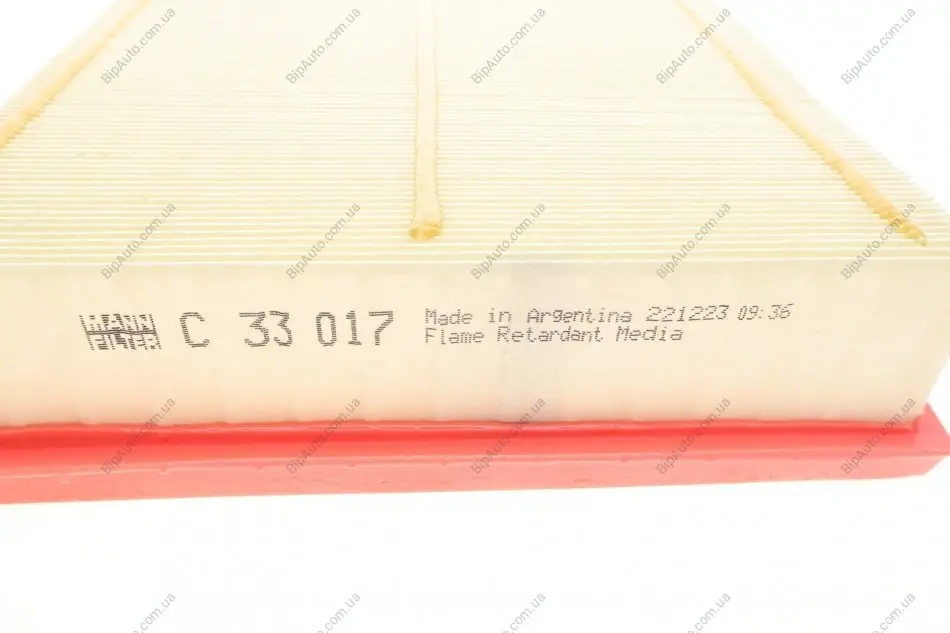 MANN FILTER C 33 017 Made in Argentina 221223 09:36
Flame Retardant Media
BipAuto.com.ua